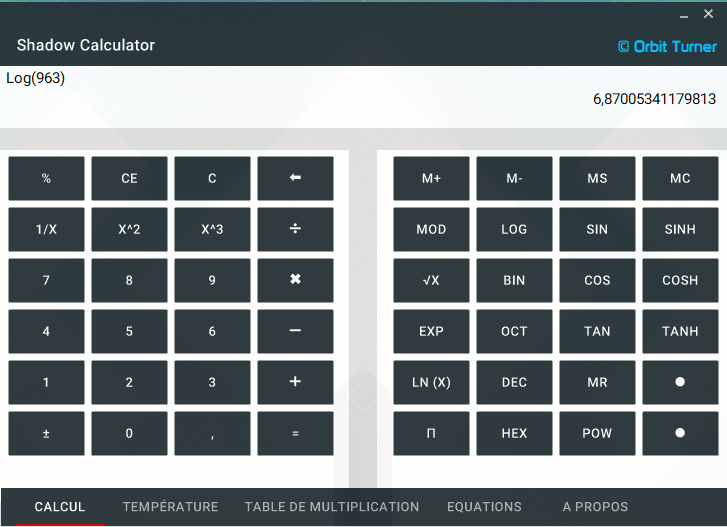 Shadow Calculator
© Orbit Turner
Log(963)
6,87005341179813
% CE C ⬅ M+ M- MS MC
1/X X^2 X^3 ÷ MOD LOG SIN SINH
7 8 9 ✖ √X BIN COS COSH
4 5 6 − EXP OCT TAN TANH
1 2 3 + LN (X) DEC MR ●
± 0 , = Π HEX POW ●
CALCUL TEMPÉRATURE TABLE DE MULTIPLICATION EQUATIONS A PROPOS